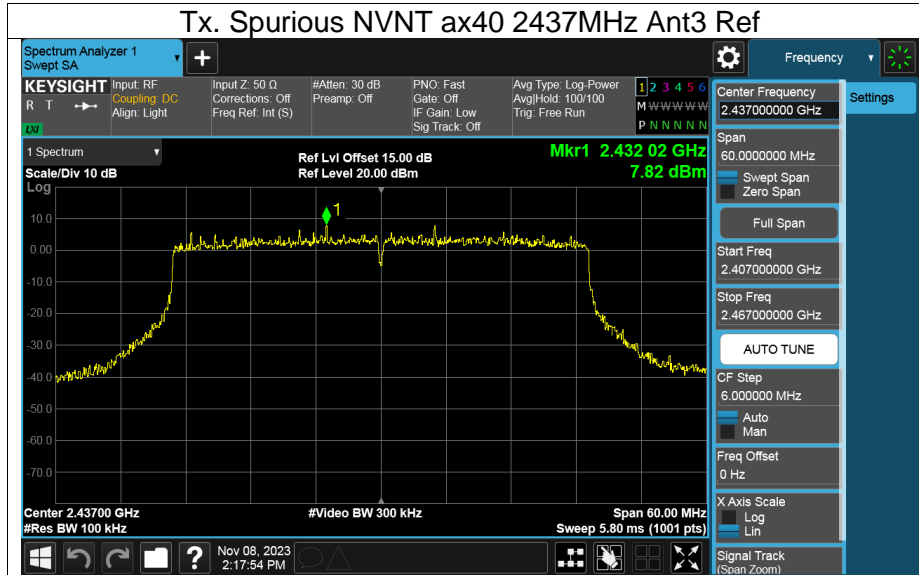 Tx. Spurious NVNT ax40 2437MHz Ant3 Ref
Spectrum Analyzer 1
Swept SA
+
Frequency
KEYSIGHT
R T
LXI
Input: RF
Coupling: DC
Align: Light
Input Z: 50 Ω
Corrections: Off
Freq Ref: Int (S)
#Atten: 30 dB
Preamp: Off
PNO: Fast
Gate: Off
IF Gain: Low
Sig Track: Off
Avg Type: Log-Power
Avg|Hold: 100/100
Trig: Free Run
1 2 3 4 5 6
M W W W W W
P N N N N N
1 Spectrum
Scale/Div 10 dB
Log
Ref Lvl Offset 15.00 dB
Ref Level 20.00 dBm
Mkr1 2.432 02 GHz
7.82 dBm
1
10.0
0.00
-10.0
-20.0
-30.0
-40.0
-50.0
-60.0
-70.0
Center 2.43700 GHz
#Res BW 100 kHz
#Video BW 300 kHz
Span 60.00 MHz
Sweep 5.80 ms (1001 pts)
?
Nov 08, 2023
2:17:54 PM
Center Frequency
2.437000000 GHz
Settings
Span
60.0000000 MHz
Swept Span
Zero Span
Full Span
Start Freq
2.407000000 GHz
Stop Freq
2.467000000 GHz
AUTO TUNE
CF Step
6.000000 MHz
Auto
Man
Freq Offset
0 Hz
X Axis Scale
Log
Lin
Signal Track
(Span Zoom)